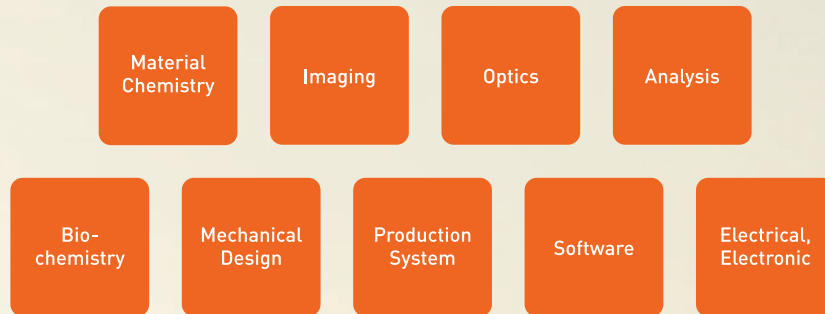 Material
Chemistry
Imaging
Optics
Analysis
Bio-
chemistry
Mechanical
Design
Production
System
Software
Electrical,
Electronic